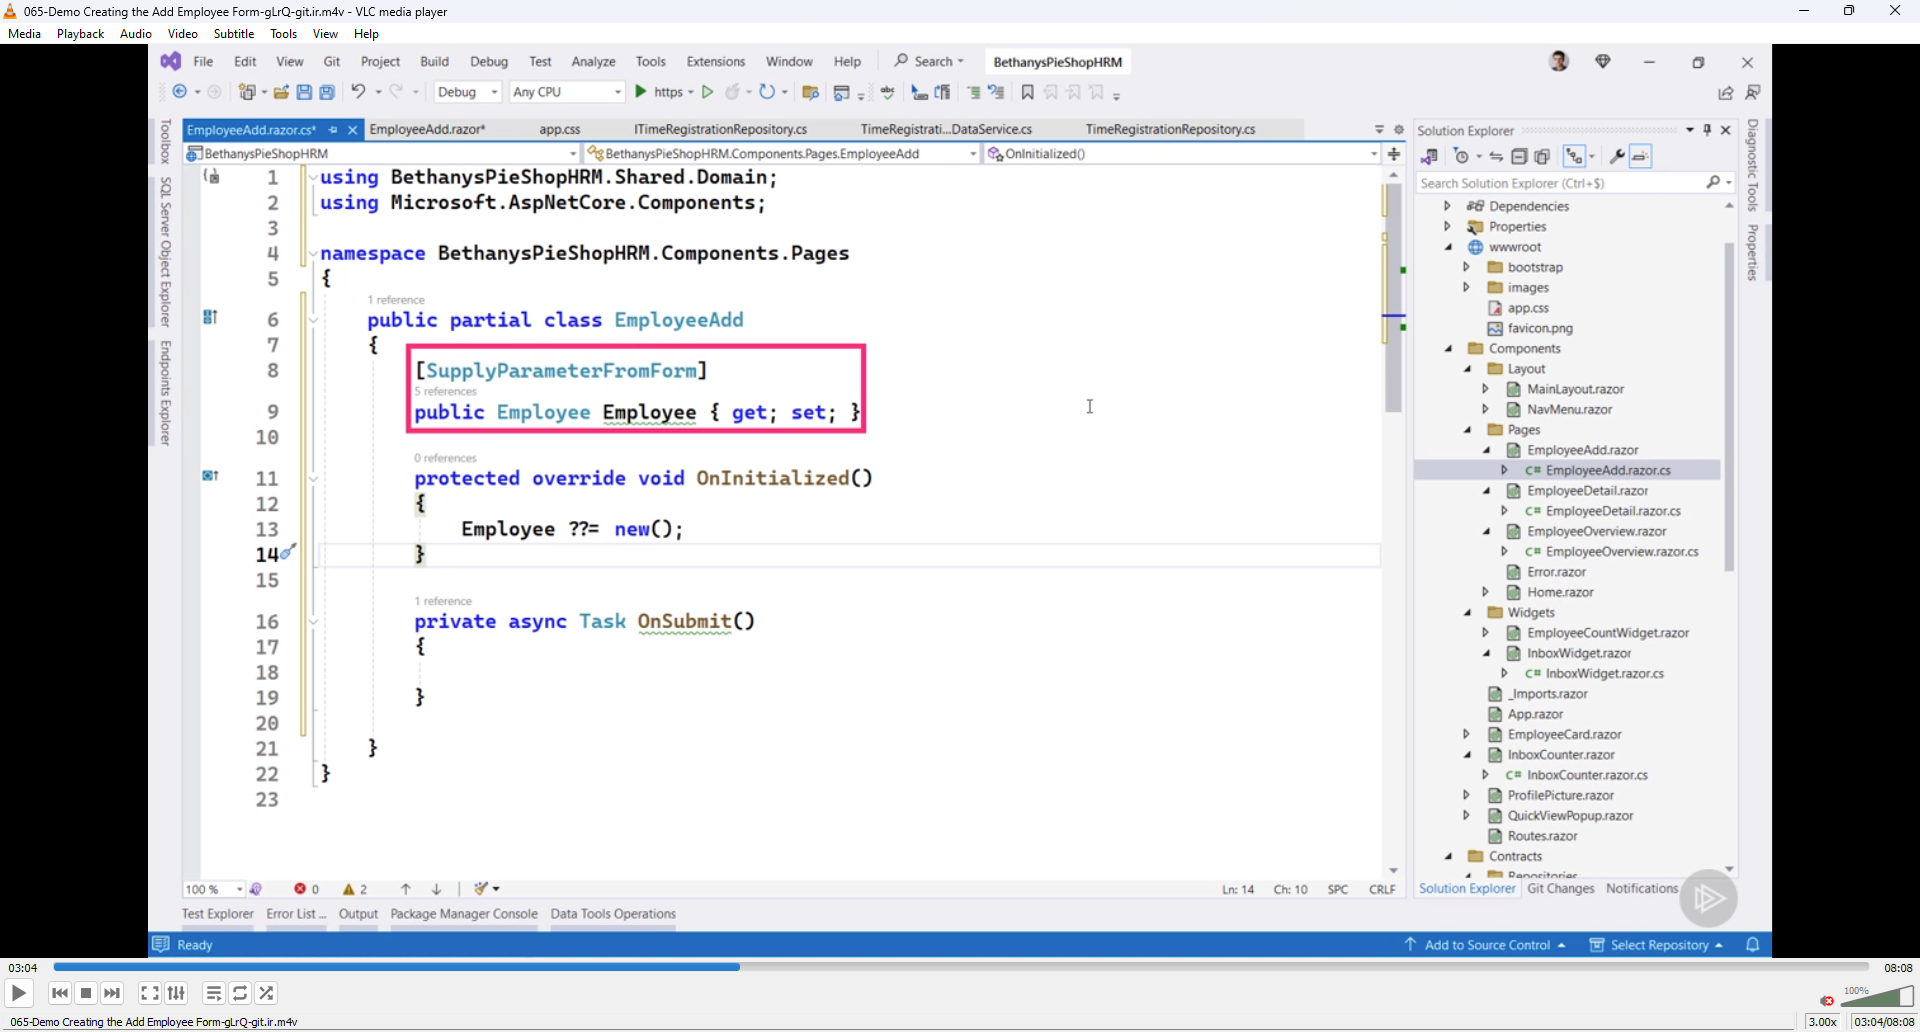 065-Demo Creating the Add Employee Form-gLrQ-git.ir.m4v - VLC media player
Media Playback Audio Video Subtitle Tools View Help
File Edit View Git Project Build Debug Test Analyze Tools Extensions Window Help Search BethanysPieShopHRM
Debug Any CPU https
EmployeeAdd.razor.cs* EmployeeAdd.razor* app.css ITimeRegistrationRepository.cs TimeRegistrati...DataService.cs TimeRegistrationRepository.cs
BethanysPieShopHRM BethanysPieShopHRM.Components.Pages.EmployeeAdd OnInitialized()
Toolbox
SQL Server Object Explorer
Endpoints Explorer
1 using BethanysPieShopHRM.Shared.Domain;
2 using Microsoft.AspNetCore.Components;
3
4 namespace BethanysPieShopHRM.Components.Pages
5 {
1 reference
6 public partial class EmployeeAdd
7 {
8 [SupplyParameterFromForm]
5 references
9 public Employee Employee { get; set; }
10
0 references
11 protected override void OnInitialized()
12 {
13 Employee ??= new();
14 }
15
1 reference
16 private async Task OnSubmit()
17 {
18
19 }
20
21 }
22 }
23
100 % 0 2 Ln: 14 Ch: 10 SPC CRLF
Test Explorer Error List ... Output Package Manager Console Data Tools Operations
Solution Explorer
Search Solution Explorer (Ctrl+$)
Dependencies
Properties
wwwroot
bootstrap
images
app.css
favicon.png
Components
Layout
MainLayout.razor
NavMenu.razor
Pages
EmployeeAdd.razor
C# EmployeeAdd.razor.cs
EmployeeDetail.razor
C# EmployeeDetail.razor.cs
EmployeeOverview.razor
C# EmployeeOverview.razor.cs
Error.razor
Home.razor
Widgets
EmployeeCountWidget.razor
InboxWidget.razor
C# InboxWidget.razor.cs
_Imports.razor
App.razor
EmployeeCard.razor
InboxCounter.razor
C# InboxCounter.razor.cs
ProfilePicture.razor
QuickViewPopup.razor
Routes.razor
Contracts
Repositories
Solution Explorer Git Changes Notifications
Diagnostic Tools
Properties
Ready Add to Source Control Select Repository
03:04 08:08
100%
065-Demo Creating the Add Employee Form-gLrQ-git.ir.m4v 3.00x 03:04/08:08